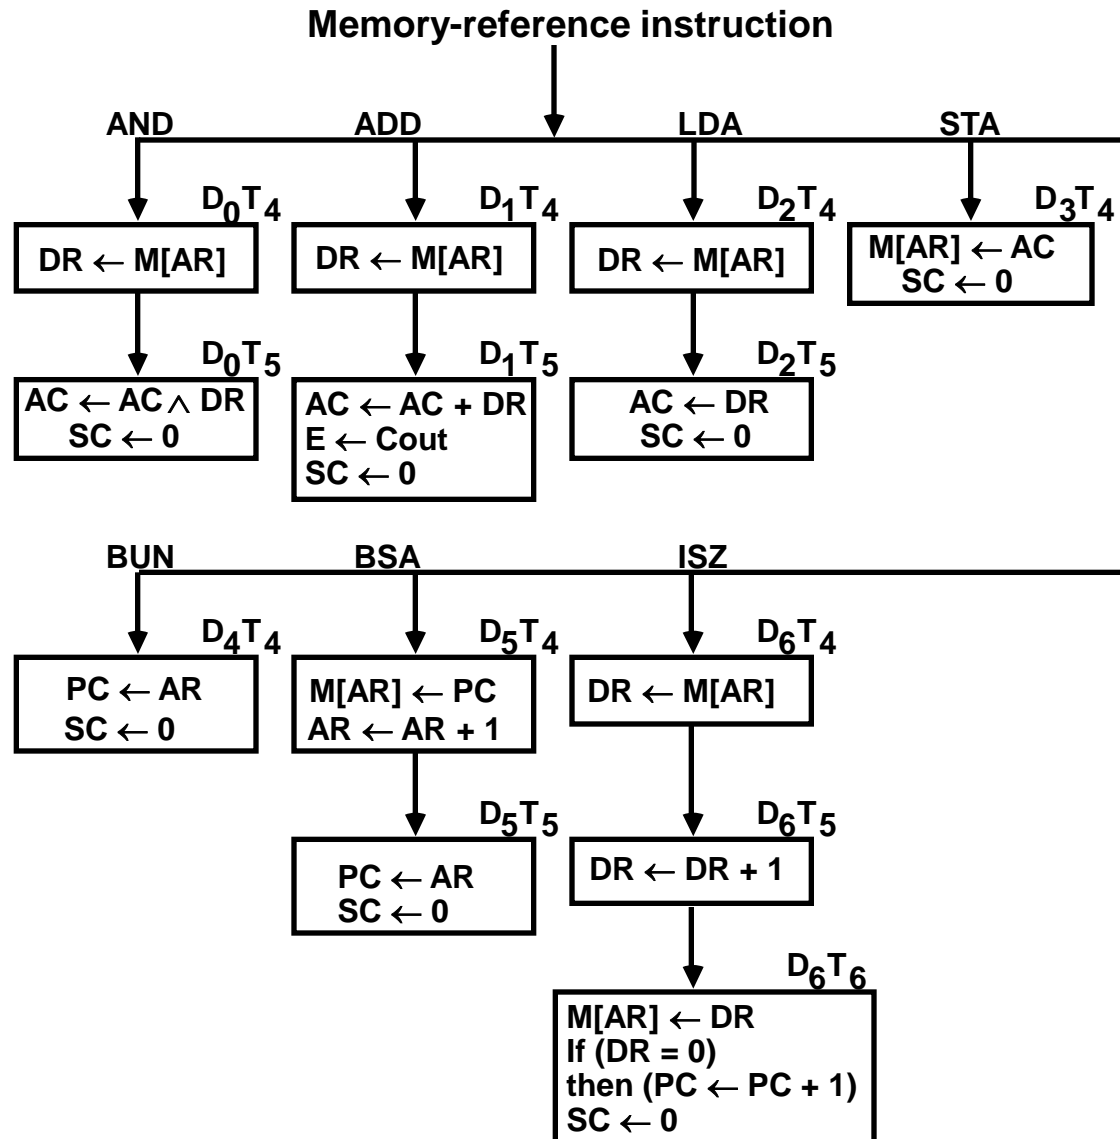 Memory-reference instruction
AND ADD LDA STA
D0T4 D1T4 D2T4 D3T4
DR ← M[AR]
DR ← M[AR]
DR ← M[AR]
M[AR] ← AC
SC ← 0
D0T5 D1T5 D2T5
AC ← AC ∧ DR
SC ← 0
AC ← AC + DR
E ← Cout
SC ← 0
AC ← DR
SC ← 0
BUN BSA ISZ
D4T4 D5T4 D6T4
PC ← AR
SC ← 0
M[AR] ← PC
AR ← AR + 1
DR ← M[AR]
D5T5 D6T5
PC ← AR
SC ← 0
DR ← DR + 1
D6T6
M[AR] ← DR
If (DR = 0)
then (PC ← PC + 1)
SC ← 0